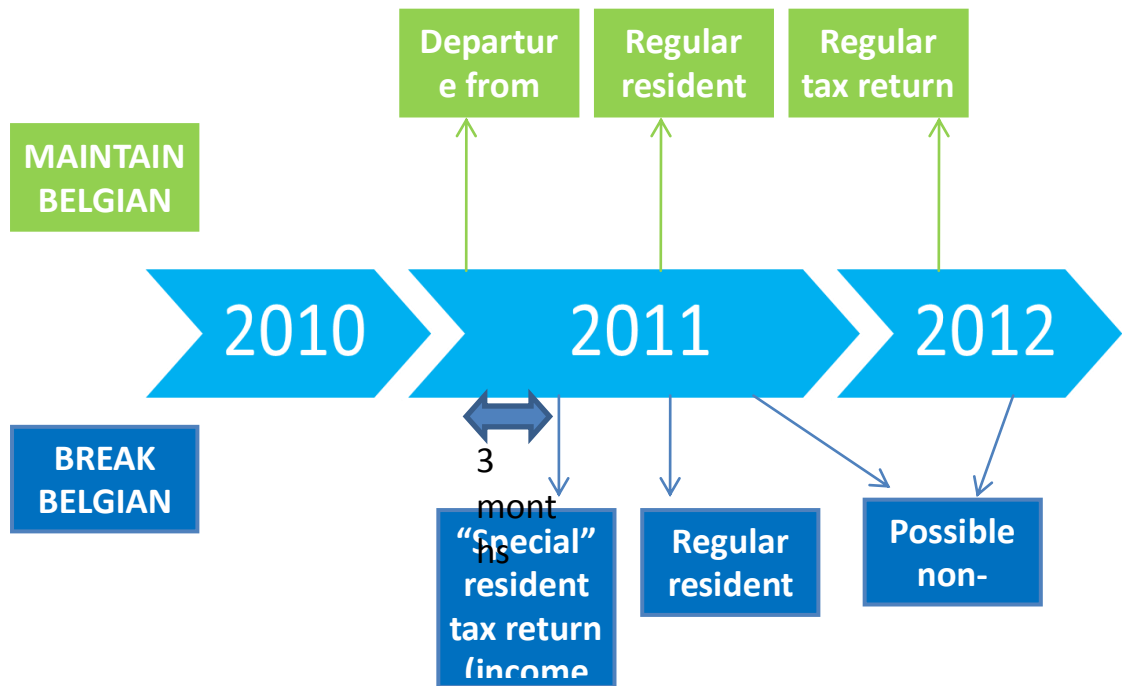 Departur
e from
Regular
resident
Regular
tax return
MAINTAIN
BELGIAN
2010
2011
2012
BREAK
BELGIAN
3
mont
hs
“Special”
resident
tax return
(income
Regular
resident
Possible
non-